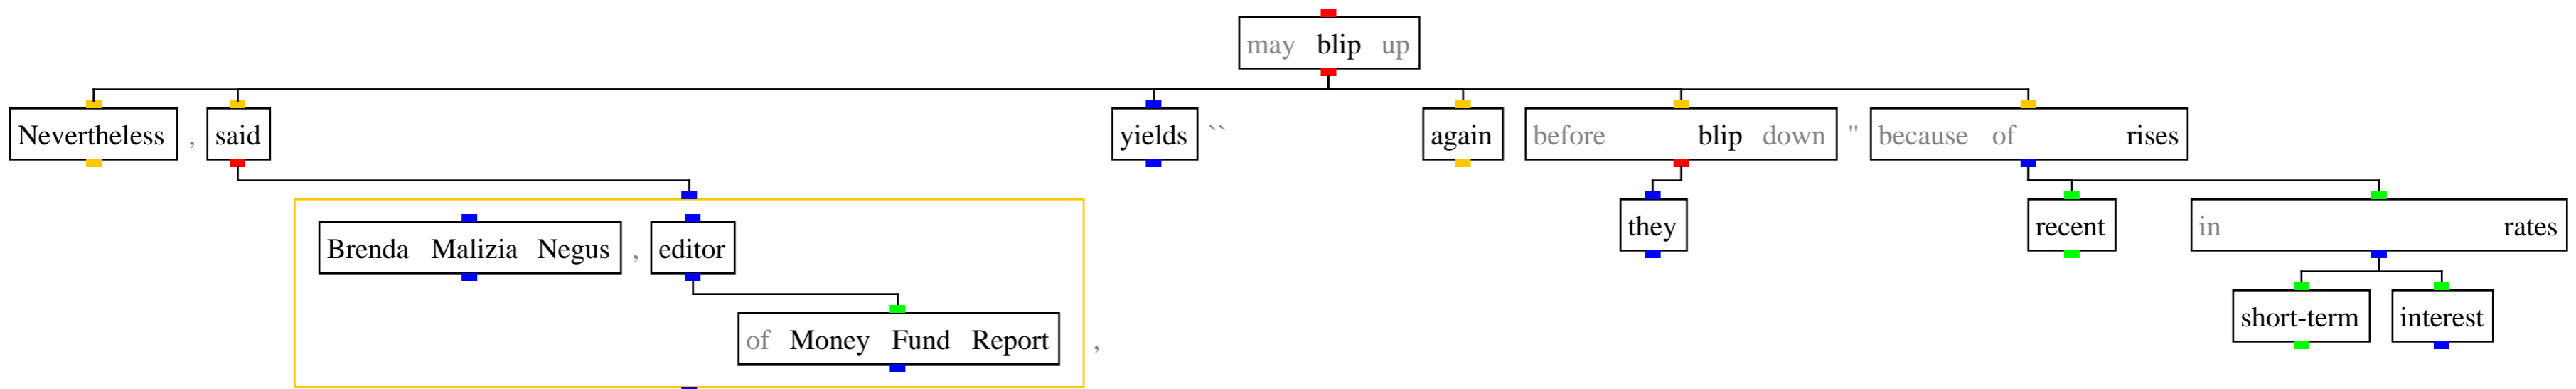 may blip up
Nevertheless , said yields `` again before blip down " because of rises
Brenda Malizia Negus , editor they recent in rates
of Money Fund Report , short-term interest